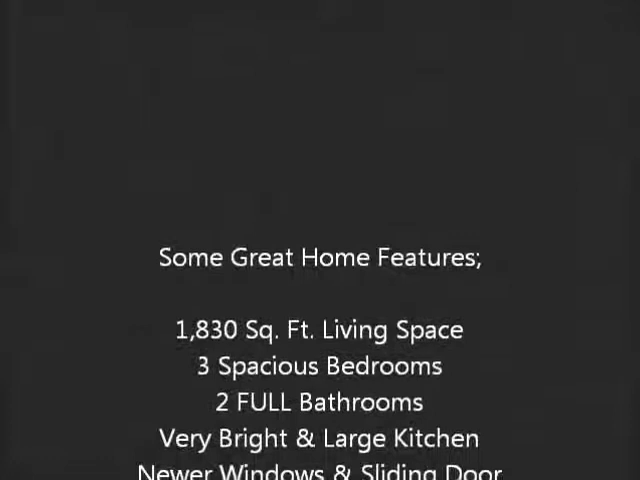 Some Great Home Features;
1,830 Sq. Ft. Living Space
3 Spacious Bedrooms
2 FULL Bathrooms
Very Bright & Large Kitchen
Newer Windows & Sliding Door